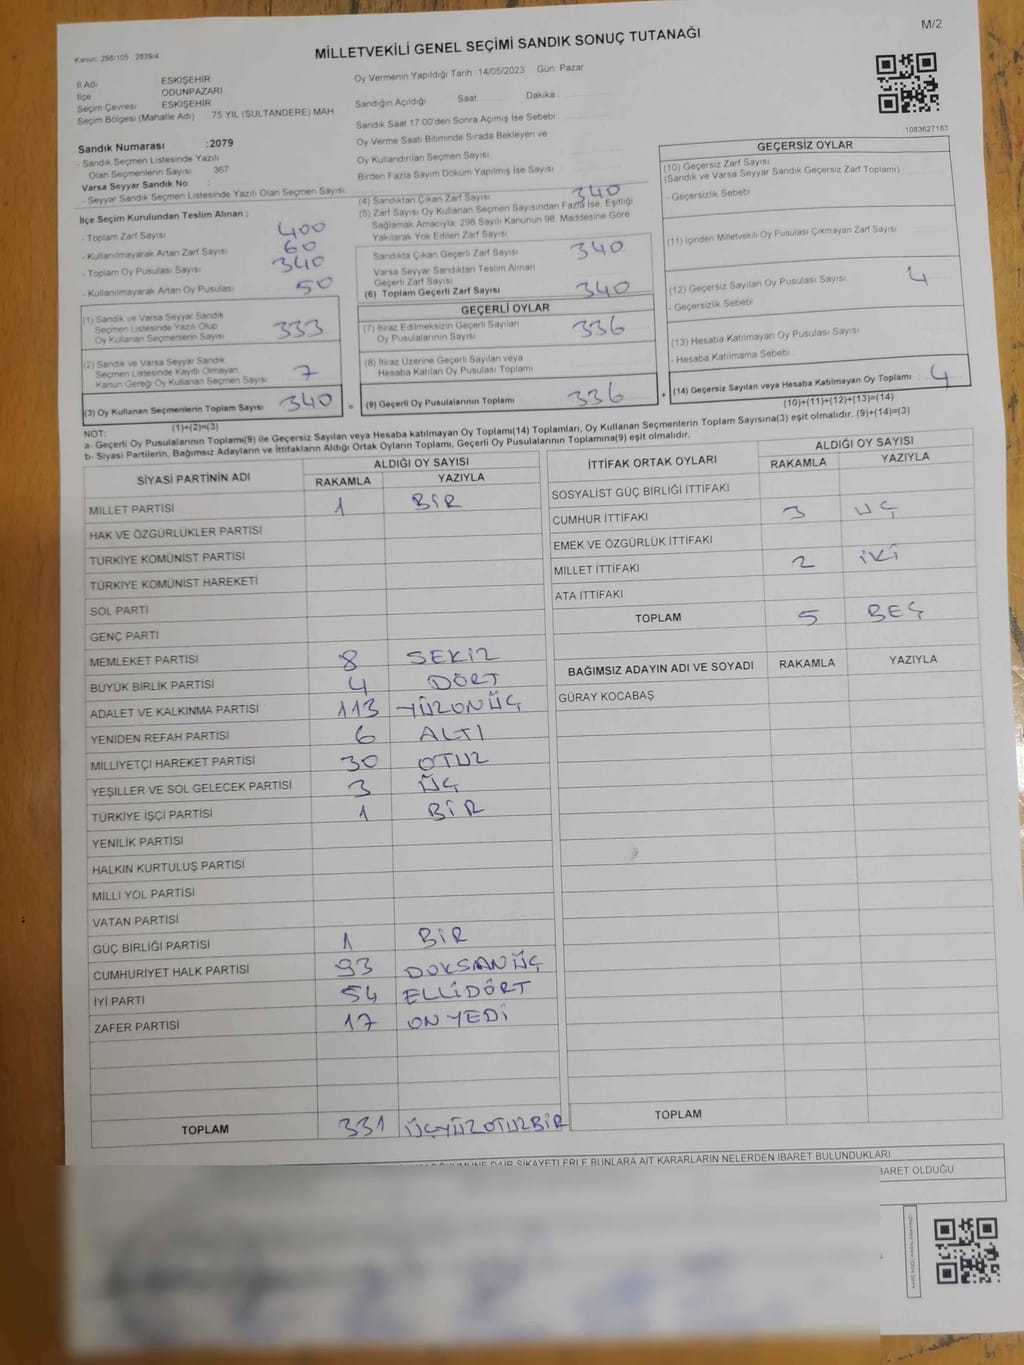 Kanun: 298/105 2839/4
MİLLETVEKİLİ GENEL SEÇİMİ SANDIK SONUÇ TUTANAĞI
M/2
İl Adı ESKİŞEHİR
İlçe ODUNPAZARI
Seçim Çevresi ESKİŞEHİR
Seçim Bölgesi (Mahalle Adı) : 75.YIL (SULTANDERE) MAH
Sandık Numarası :2079
- Sandık Seçmen Listesinde Yazılı
Olan Seçmenlerin Sayısı 367
Varsa Seyyar Sandık No
- Seyyar Sandık Seçmen Listesinde Yazılı Olan Seçmen Sayısı
İlçe Seçim Kurulundan Teslim Alınan ;
- Toplam Zarf Sayısı 400
- Kullanılmayarak Artan Zarf Sayısı 60
- Toplam Oy Pusulası Sayısı 340
- Kullanılmayarak Artan Oy Pusulası 50
(1) Sandık ve Varsa Seyyar Sandık
Seçmen Listesinde Yazılı Olup
Oy Kullanan Seçmenlerin Sayısı 333
(2) Sandık ve Varsa Seyyar Sandık
Seçmen Listesinde Kayıtlı Olmayan
Kanun Gereği Oy Kullanan Seçmen Sayısı 7
(3) Oy Kullanan Seçmenlerin Toplam Sayısı 340 =
(1)+(2)=(3)
Oy Vermenin Yapıldığı Tarih :14/05/2023 Gün: Pazar
Sandığın Açıldığı Saat Dakika
Sandık Saat 17:00'den Sonra Açılmış İse Sebebi
Oy Verme Saati Bitiminde Sırada Bekleyen ve
Oy Kullandırılan Seçmen Sayısı
Birden Fazla Sayım Döküm Yapılmış İse Sayısı
(4) Sandıktan Çıkan Zarf Sayısı 340
(5) Zarf Sayısı Oy Kullanan Seçmen Sayısından Fazla İse, Eşitliği
Sağlamak Amacıyla, 298 Sayılı Kanunun 98. Maddesine Göre
Yakılarak Yok Edilen Zarf Sayısı
Sandıkta Çıkan Geçerli Zarf Sayısı 340
Varsa Seyyar Sandıktan Teslim Alınan
Geçerli Zarf Sayısı
(6) Toplam Geçerli Zarf Sayısı 340
GEÇERLİ OYLAR
(7) İtiraz Edilmeksizin Geçerli Sayılan
Oy Pusulalarının Sayısı 336
(8) İtiraz Üzerine Geçerli Sayılan veya
Hesaba Katılan Oy Pusulası Toplamı
(9) Geçerli Oy Pusulalarının Toplamı 336 +
1083627183
GEÇERSİZ OYLAR
(10) Geçersiz Zarf Sayısı
(Sandık ve Varsa Seyyar Sandık Geçersiz Zarf Toplamı)
- Geçersizlik Sebebi
(11) İçinden Milletvekili Oy Pusulası Çıkmayan Zarf Sayısı
(12) Geçersiz Sayılan Oy Pusulası Sayısı 4
- Geçersizlik Sebebi
(13) Hesaba Katılmayan Oy Pusulası Sayısı
- Hesaba Katılmama Sebebi
(14) Geçersiz Sayılan veya Hesaba Katılmayan Oy Toplamı 4
(10)+(11)+(12)+(13)=(14)
NOT:
a- Geçerli Oy Pusulalarının Toplamı(9) ile Geçersiz Sayılan veya Hesaba katılmayan Oy Toplamı(14) Toplamları, Oy Kullanan Seçmenlerin Toplam Sayısına(3) eşit olmalıdır. (9)+(14)=(3)
b- Siyasi Partilerin, Bağımsız Adayların ve İttifakların Aldığı Ortak Oyların Toplamı, Geçerli Oy Pusulalarının Toplamına(9) eşit olmalıdır.
SİYASİ PARTİNİN ADI ALDIĞI OY SAYISI
RAKAMLA YAZIYLA
MİLLET PARTİSİ 1 BİR
HAK VE ÖZGÜRLÜKLER PARTİSİ
TÜRKİYE KOMÜNİST PARTİSİ
TÜRKİYE KOMÜNİST HAREKETİ
SOL PARTİ
GENÇ PARTİ
MEMLEKET PARTİSİ 8 SEKİZ
BÜYÜK BİRLİK PARTİSİ 4 DÖRT
ADALET VE KALKINMA PARTİSİ 113 YÜZONÜÇ
YENİDEN REFAH PARTİSİ 6 ALTI
MİLLİYETÇİ HAREKET PARTİSİ 30 OTUZ
YEŞİLLER VE SOL GELECEK PARTİSİ 3 ÜÇ
TÜRKİYE İŞÇİ PARTİSİ 1 BİR
YENİLİK PARTİSİ
HALKIN KURTULUŞ PARTİSİ
MİLLİ YOL PARTİSİ
VATAN PARTİSİ
GÜÇ BİRLİĞİ PARTİSİ 1 BİR
CUMHURİYET HALK PARTİSİ 93 DOKSANÜÇ
İYİ PARTİ 54 ELLİDÖRT
ZAFER PARTİSİ 17 ONYEDİ
TOPLAM 331 ÜÇYÜZOTUZBİR
İTTİFAK ORTAK OYLARI ALDIĞI OY SAYISI
RAKAMLA YAZIYLA
SOSYALİST GÜÇ BİRLİĞİ İTTİFAKI
CUMHUR İTTİFAKI 3 ÜÇ
EMEK VE ÖZGÜRLÜK İTTİFAKI
MİLLET İTTİFAKI 2 İKİ
ATA İTTİFAKI
TOPLAM 5 BEŞ
BAĞIMSIZ ADAYIN ADI VE SOYADI RAKAMLA YAZIYLA
GÜRAY KOCABAŞ
TOPLAM
DÖKÜMÜNE DAİR ŞİKAYETLERLE BUNLARA AİT KARARLARIN NELERDEN İBARET BULUNDUKLARI
İBARET OLDUĞU